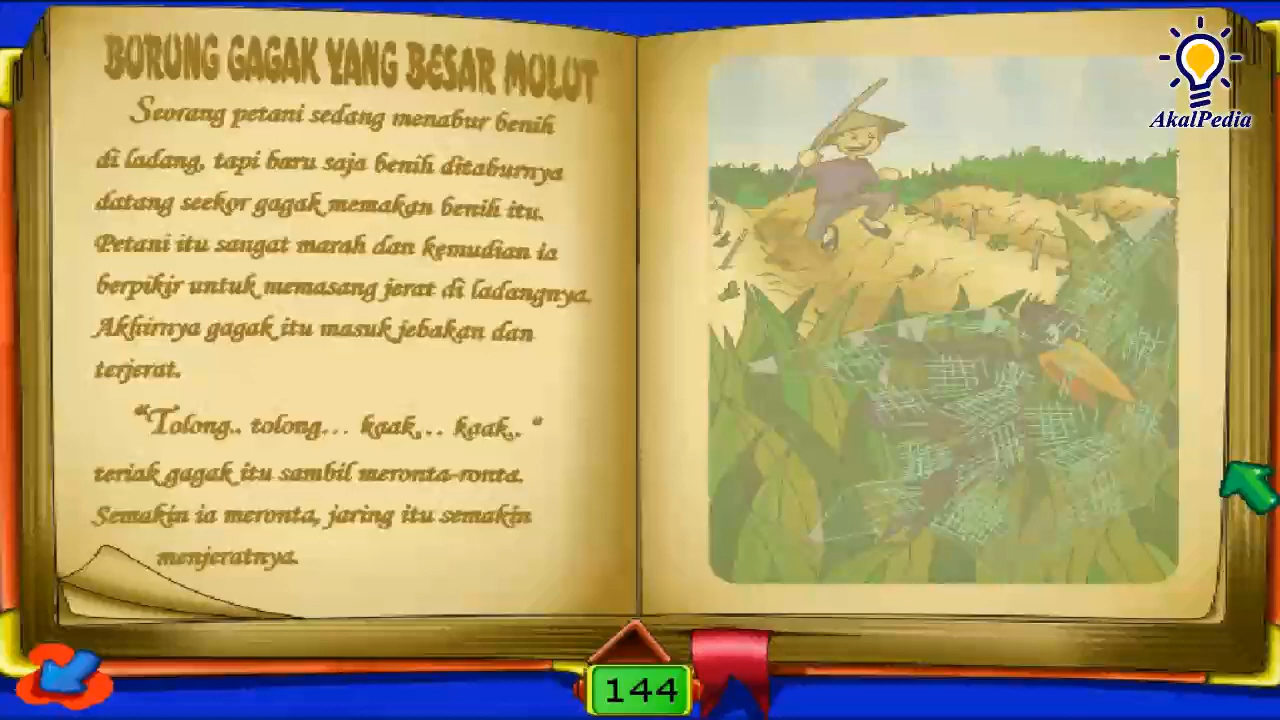 BURUNG GAGAK YANG BESAR MULUT
Seorang petani sedang menabur benih
di ladang, tapi baru saja benih ditaburnya
datang seekor gagak memakan benih itu.
Petani itu sangat marah dan kemudian ia
berpikir untuk memasang jerat di ladangnya.
Akhirnya gagak itu masuk jebakan dan
terjerat.
"Tolong.. tolong... kaak... kaak.. "
teriak gagak itu sambil meronta-ronta.
Semakin ia meronta, jaring itu semakin
menjeratnya.
AkalPedia
144